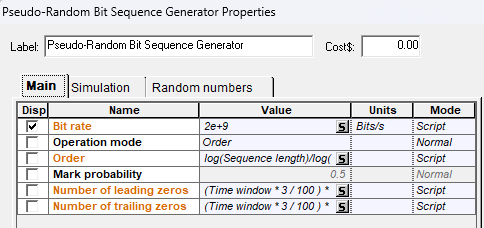 Pseudo-Random Bit Sequence Generator Properties
Label: Pseudo-Random Bit Sequence Generator Cost$: 0.00
Main Simulation Random numbers
Disp Name Value Units Mode
Bit rate 2e+9 S Bits/s Script
Operation mode Order Normal
Order log(Sequence length)/log( S Script
Mark probability 0.5 Normal
Number of leading zeros (Time window * 3 / 100 ) * S Script
Number of trailing zeros (Time window * 3 / 100 ) * S Script